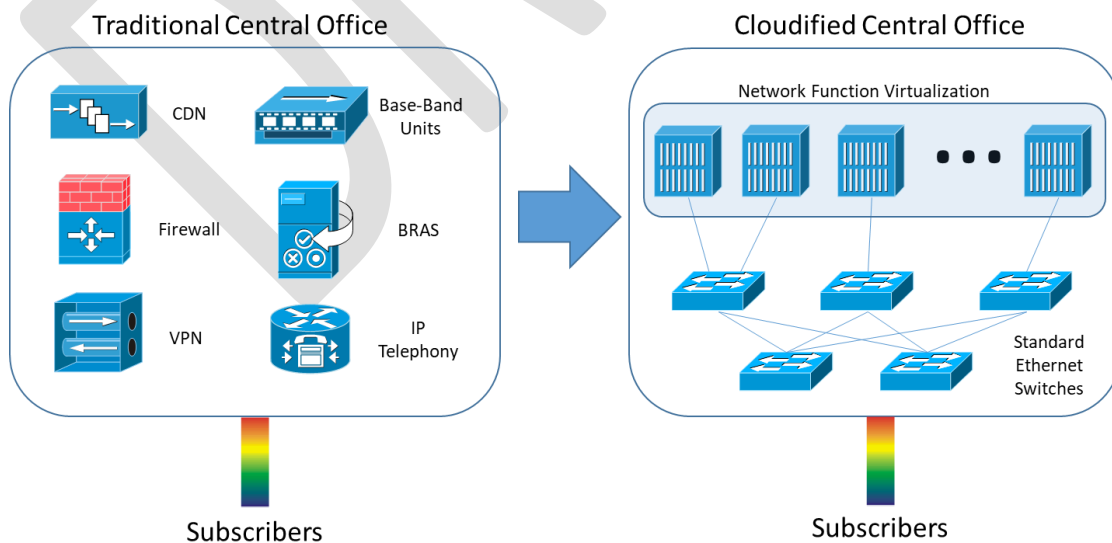 Traditional Central Office
CDN
Base-Band
Units
Firewall
BRAS
VPN
IP
Telephony
Subscribers
Cloudified Central Office
Network Function Virtualization
Standard
Ethernet
Switches
Subscribers